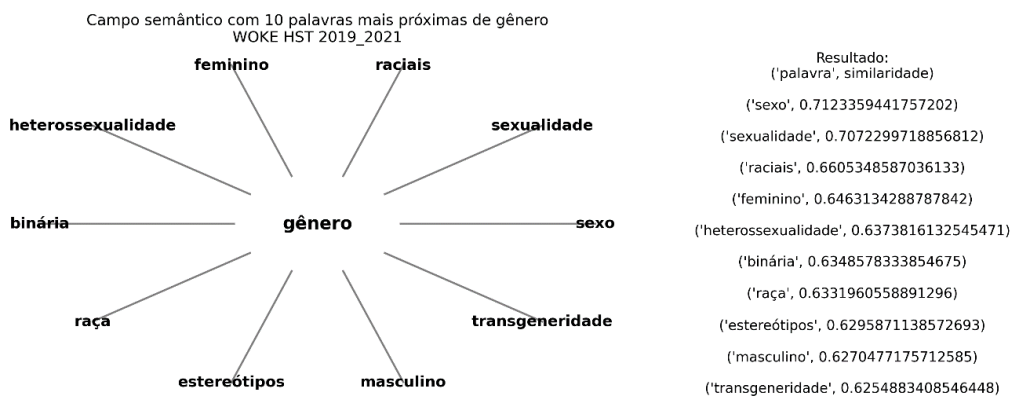 Campo semântico com 10 palavras mais próximas de gênero
WOKE HST 2019_2021
feminino
raciais
heterossexualidade
sexualidade
binária
gênero
sexo
raça
transgeneridade
estereótipos
masculino
Resultado:
('palavra', similaridade)
('sexo', 0.7123359441757202)
('sexualidade', 0.7072299718856812)
('raciais', 0.6605348587036133)
('feminino', 0.6463134288787842)
('heterossexualidade', 0.6373816132545471)
('binária', 0.6348578333854675)
('raça', 0.6331960558891296)
('estereótipos', 0.6295871138572693)
('masculino', 0.6270477175712585)
('transgeneridade', 0.6254883408546448)